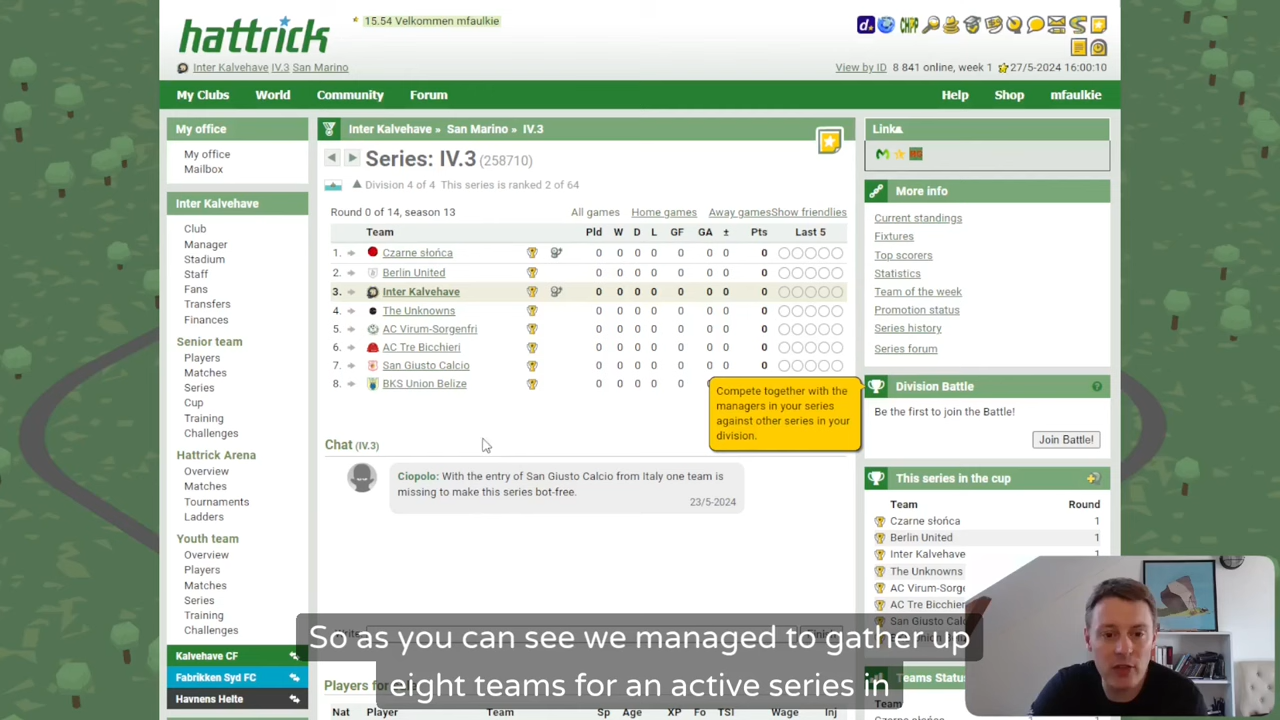 hattrick
15.54 Velkommen mfaulkie
CHPP
Inter Kalvehave IV.3 San Marino
View by ID 8 841 online, week 1 27/5-2024 16:00:10
My Clubs World Community Forum Help Shop mfaulkie
My office
My office
Mailbox
Inter Kalvehave
Club
Manager
Stadium
Staff
Fans
Transfers
Finances
Senior team
Players
Matches
Series
Cup
Training
Challenges
Hattrick Arena
Overview
Matches
Tournaments
Ladders
Youth team
Overview
Players
Matches
Series
Training
Challenges
Kalvehave CF
Fabrikken Syd FC
Havnens Helte
Inter Kalvehave » San Marino » IV.3
Series: IV.3 (258710)
Division 4 of 4 This series is ranked 2 of 64
Round 0 of 14, season 13 All games Home games Away games Show friendlies
Team Pld W D L GF GA ± Pts Last 5
1. Czarne słońca 0 0 0 0 0 0 0 0
2. Berlin United 0 0 0 0 0 0 0 0
3. Inter Kalvehave 0 0 0 0 0 0 0 0
4. The Unknowns 0 0 0 0 0 0 0 0
5. AC Virum-Sorgenfri 0 0 0 0 0 0 0 0
6. AC Tre Bicchieri 0 0 0 0 0 0 0 0
7. San Giusto Calcio 0 0 0 0 0 0 0 0
8. BKS Union Belize 0 0 0 0 0 0
Compete together with the
managers in your series
against other series in your
division.
Chat (IV.3)
Ciopolo: With the entry of San Giusto Calcio from Italy one team is
missing to make this series bot-free.
23/5-2024
So as you can see we managed to gather up
eight teams for an active series in
Nat Player Team Sp Age XP Fo TSI Wage Inj
Links
More info
Current standings
Fixtures
Top scorers
Statistics
Team of the week
Promotion status
Series history
Series forum
Division Battle
Be the first to join the Battle!
Join Battle!
This series in the cup
Team Round
Czarne słońca 1
Berlin United 1
Inter Kalvehave 1
The Unknowns
AC Virum-Sorge
AC Tre Bicchier
San Giusto Calc
Teams Status